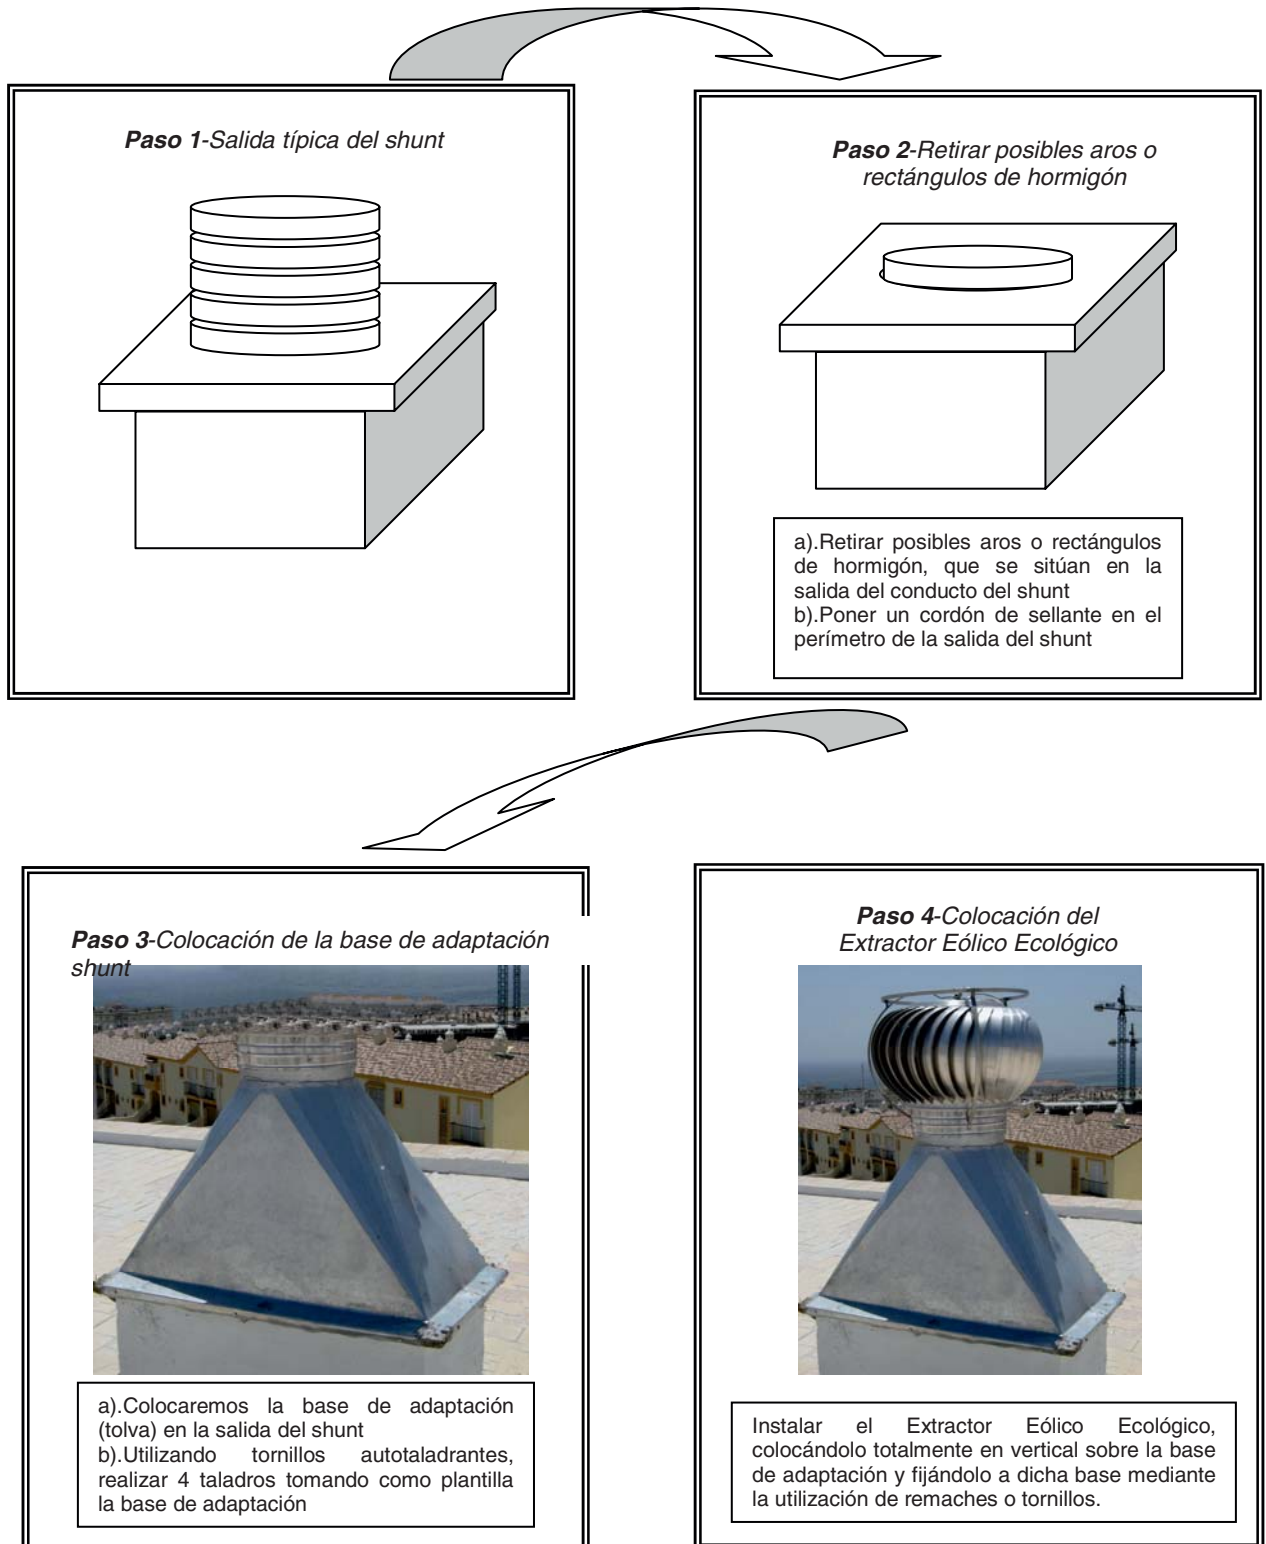 Paso 1-Salida típica del shunt
Paso 2-Retirar posibles aros o
rectángulos de hormigón
a).Retirar posibles aros o rectángulos
de hormigón, que se sitúan en la
salida del conducto del shunt
b).Poner un cordón de sellante en el
perímetro de la salida del shunt
Paso 3-Colocación de la base de adaptación
shunt
a).Colocaremos la base de adaptación
(tolva) en la salida del shunt
b).Utilizando tornillos autotaladrantes,
realizar 4 taladros tomando como plantilla
la base de adaptación
Paso 4-Colocación del
Extractor Eólico Ecológico
Instalar el Extractor Eólico Ecológico,
colocándolo totalmente en vertical sobre la base
de adaptación y fijándolo a dicha base mediante
la utilización de remaches o tornillos.